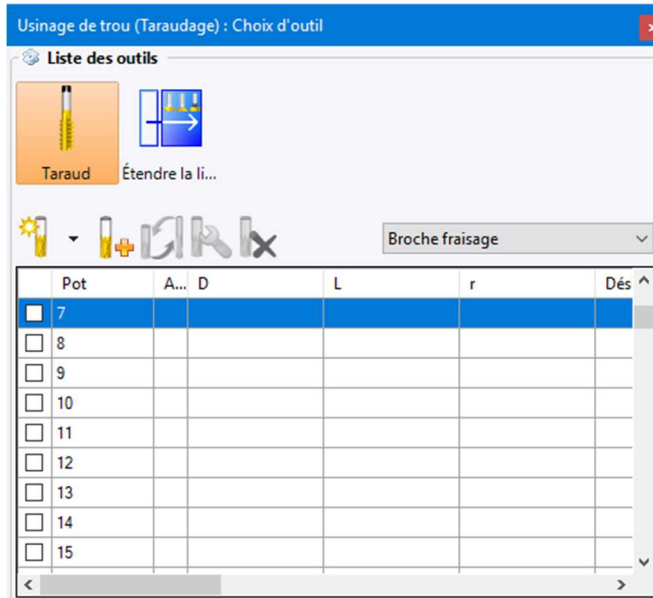 Usinage de trou (Taraudage) : Choix d'outil
Liste des outils
Taraud Étendre la li...
Broche fraisage
Pot A... D L r Dés
7
8
9
10
11
12
13
14
15